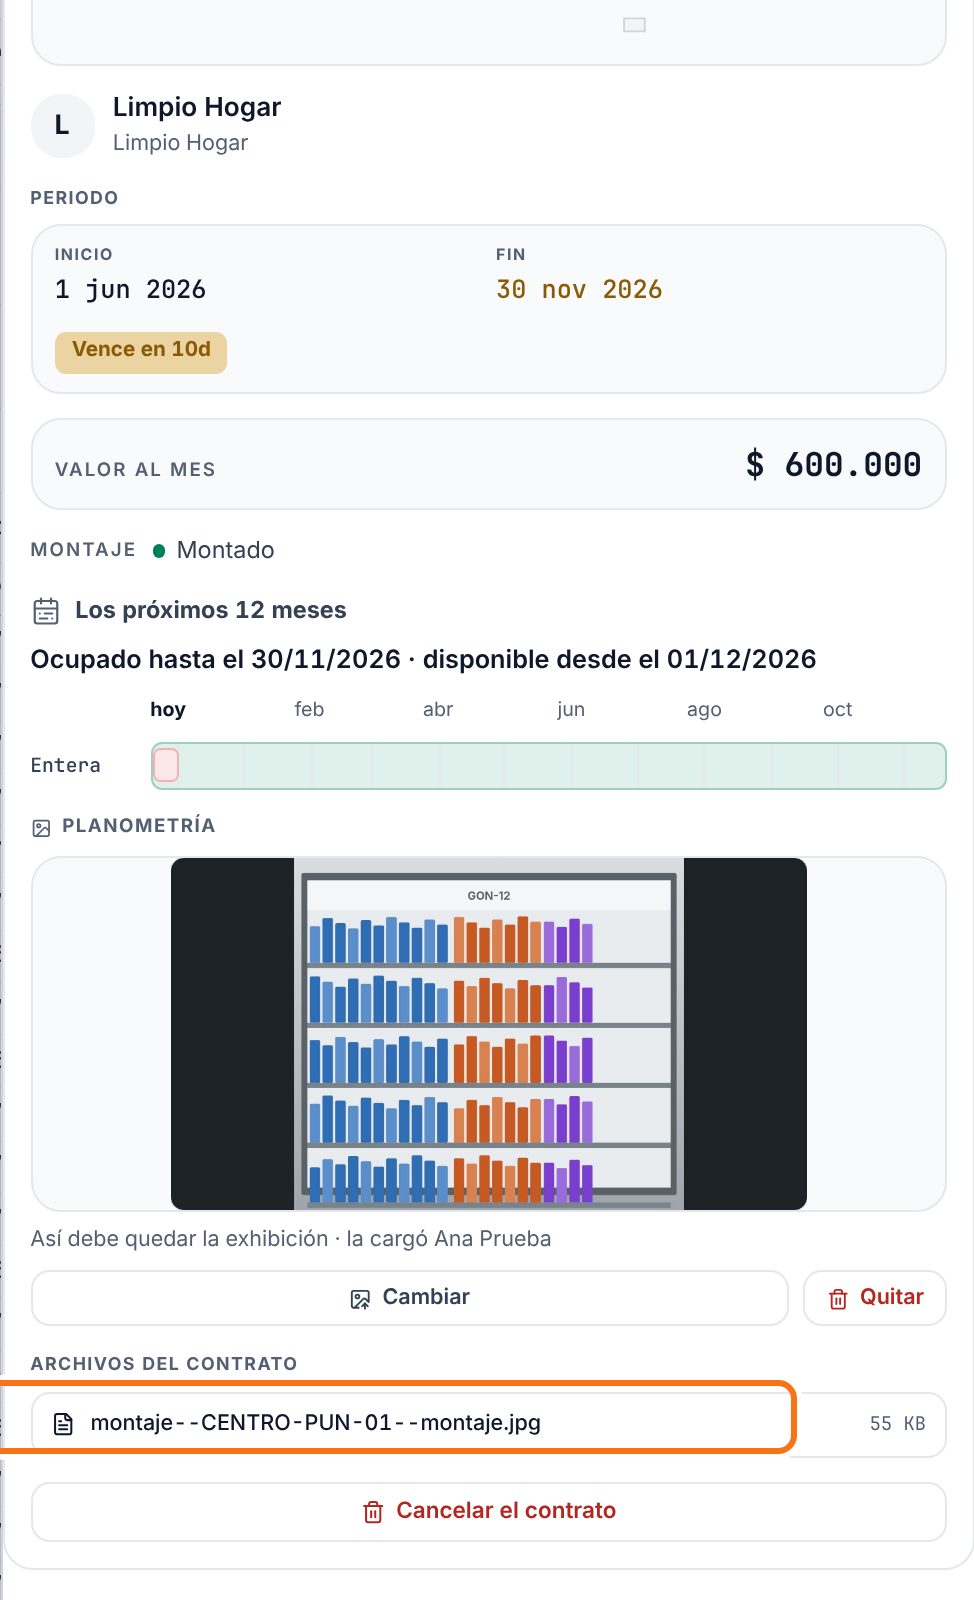 L
Limpio Hogar
Limpio Hogar
PERIODO
INICIO
FIN
1 jun 2026
30 nov 2026
Vence en 10d
VALOR AL MES
$ 600.000
MONTAJE
Montado
Los próximos 12 meses
Ocupado hasta el 30/11/2026 · disponible desde el 01/12/2026
hoy feb abr jun ago oct
Entera
PLANOMETRÍA
GON-12
Así debe quedar la exhibición · la cargó Ana Prueba
Cambiar
Quitar
ARCHIVOS DEL CONTRATO
montaje--CENTRO-PUN-01--montaje.jpg
55 KB
Cancelar el contrato